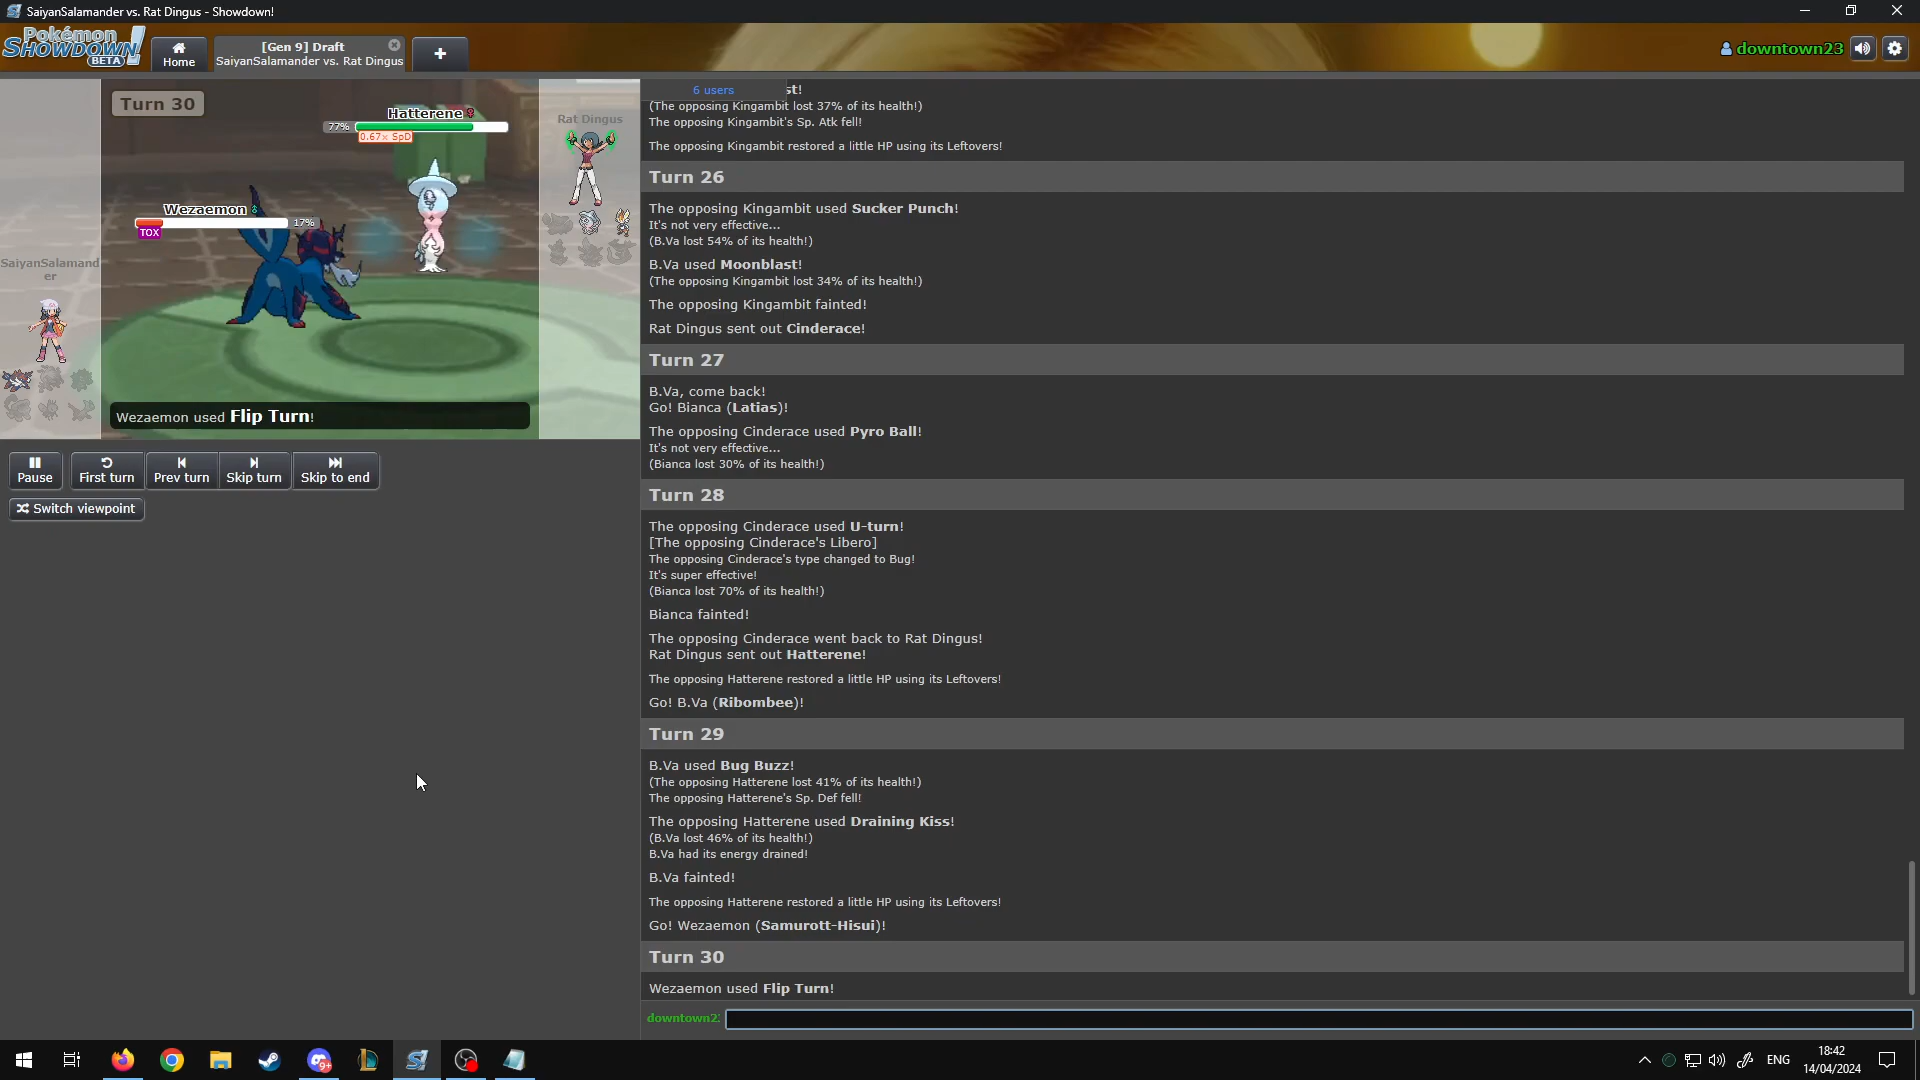 SaiyanSalamander vs. Rat Dingus - Showdown!
Pokémon
SHOWDOWN!
BETA
Home
[Gen 9] Draft
SaiyanSalamander vs. Rat Dingus
+
downtown23
Turn 30
Hatterene
77%
0.67× SpD
Wezaemon
17%
TOX
Rat Dingus
SaiyanSalamand
er
Wezaemon used Flip Turn!
Pause
First turn
Prev turn
Skip turn
Skip to end
Switch viewpoint
6 users
st!
(The opposing Kingambit lost 37% of its health!)
The opposing Kingambit's Sp. Atk fell!
The opposing Kingambit restored a little HP using its Leftovers!
Turn 26
The opposing Kingambit used Sucker Punch!
It's not very effective...
(B.Va lost 54% of its health!)
B.Va used Moonblast!
(The opposing Kingambit lost 34% of its health!)
The opposing Kingambit fainted!
Rat Dingus sent out Cinderace!
Turn 27
B.Va, come back!
Go! Bianca (Latias)!
The opposing Cinderace used Pyro Ball!
It's not very effective...
(Bianca lost 30% of its health!)
Turn 28
The opposing Cinderace used U-turn!
[The opposing Cinderace's Libero]
The opposing Cinderace's type changed to Bug!
It's super effective!
(Bianca lost 70% of its health!)
Bianca fainted!
The opposing Cinderace went back to Rat Dingus!
Rat Dingus sent out Hatterene!
The opposing Hatterene restored a little HP using its Leftovers!
Go! B.Va (Ribombee)!
Turn 29
B.Va used Bug Buzz!
(The opposing Hatterene lost 41% of its health!)
The opposing Hatterene's Sp. Def fell!
The opposing Hatterene used Draining Kiss!
(B.Va lost 46% of its health!)
B.Va had its energy drained!
B.Va fainted!
The opposing Hatterene restored a little HP using its Leftovers!
Go! Wezaemon (Samurott-Hisui)!
Turn 30
Wezaemon used Flip Turn!
downtown2
9+
ENG
18:42
14/04/2024